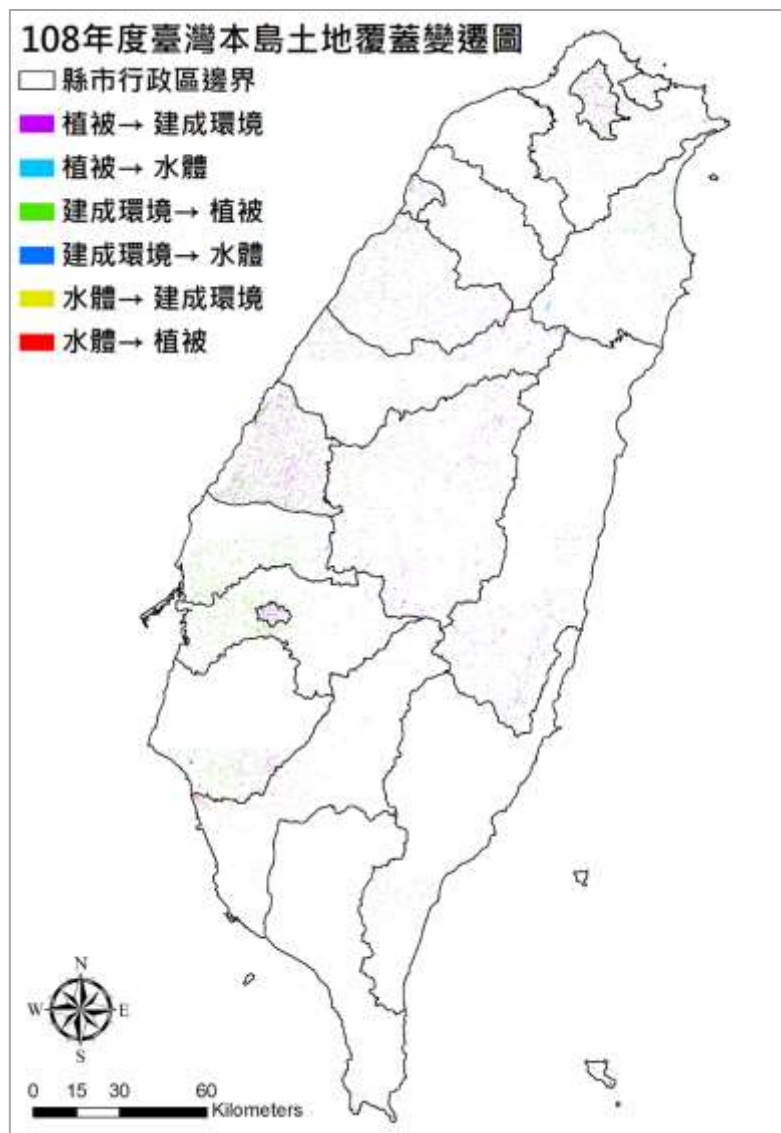 108年度臺灣本島土地覆蓋變遷圖
縣市行政區邊界
植被→ 建成環境
植被→ 水體
建成環境→ 植被
建成環境→ 水體
水體→ 建成環境
水體→ 植被
N
W E
S
0 15 30 60
Kilometers